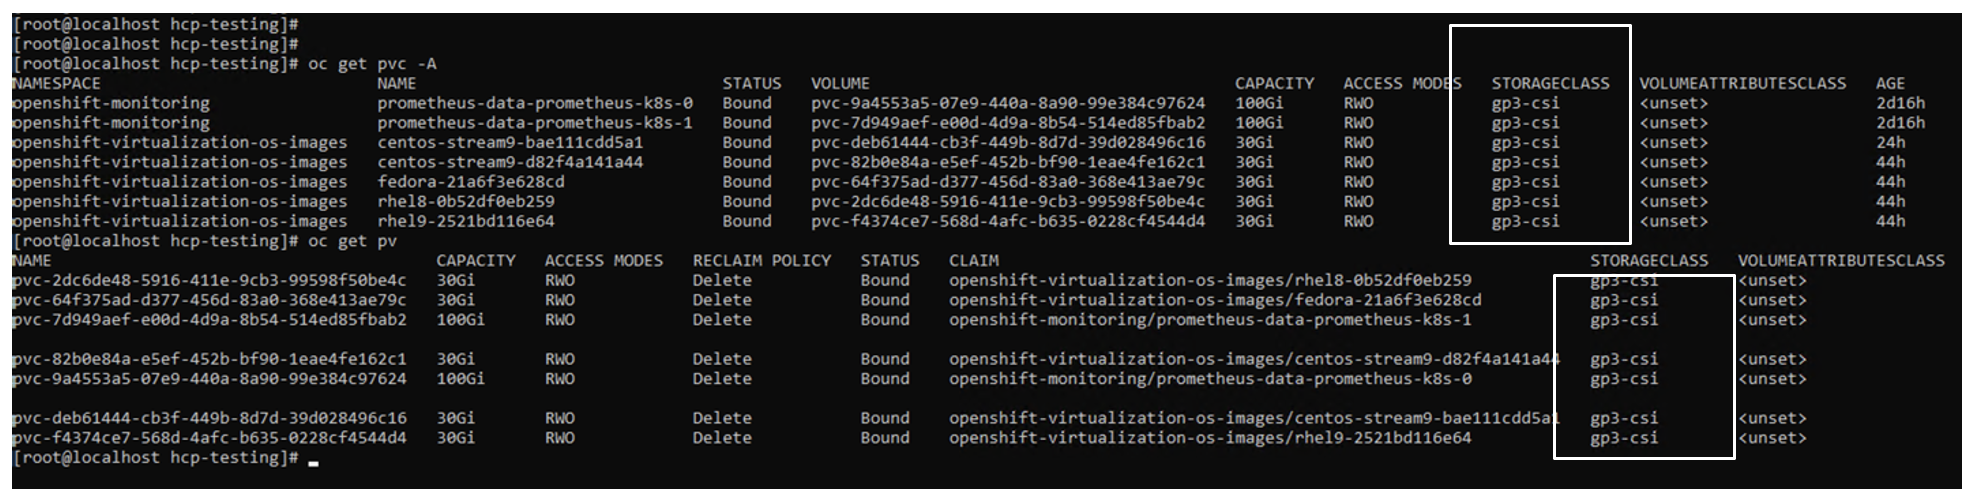 [root@localhost hcp-testing]#
[root@localhost hcp-testing]#
[root@localhost hcp-testing]# oc get pvc -A
NAMESPACE NAME STATUS VOLUME CAPACITY ACCESS MODES STORAGECLASS VOLUMEATTRIBUTESCLASS AGE
openshift-monitoring prometheus-data-prometheus-k8s-0 Bound pvc-9a4553a5-07e9-440a-8a90-99e384c97624 100Gi RWO gp3-csi <unset> 2d16h
openshift-monitoring prometheus-data-prometheus-k8s-1 Bound pvc-7d949aef-e00d-4d9a-8b54-514ed85fbab2 100Gi RWO gp3-csi <unset> 2d16h
openshift-virtualization-os-images centos-stream9-bae111cdd5a1 Bound pvc-deb61444-cb3f-449b-8d7d-39d028496c16 30Gi RWO gp3-csi <unset> 24h
openshift-virtualization-os-images centos-stream9-d82f4a141a44 Bound pvc-82b0e84a-e5ef-452b-bf90-1eae4fe162c1 30Gi RWO gp3-csi <unset> 44h
openshift-virtualization-os-images fedora-21a6f3e628cd Bound pvc-64f375ad-d377-456d-83a0-368e413ae79c 30Gi RWO gp3-csi <unset> 44h
openshift-virtualization-os-images rhel8-0b52df0eb259 Bound pvc-2dc6de48-5916-411e-9cb3-99598f50be4c 30Gi RWO gp3-csi <unset> 44h
openshift-virtualization-os-images rhel9-2521bd116e64 Bound pvc-f4374ce7-568d-4afc-b635-0228cf4544d4 30Gi RWO gp3-csi <unset> 44h
[root@localhost hcp-testing]# oc get pv
NAME CAPACITY ACCESS MODES RECLAIM POLICY STATUS CLAIM STORAGECLASS VOLUMEATTRIBUTESCLASS
pvc-2dc6de48-5916-411e-9cb3-99598f50be4c 30Gi RWO Delete Bound openshift-virtualization-os-images/rhel8-0b52df0eb259 gp3-csi <unset>
pvc-64f375ad-d377-456d-83a0-368e413ae79c 30Gi RWO Delete Bound openshift-virtualization-os-images/fedora-21a6f3e628cd gp3-csi <unset>
pvc-7d949aef-e00d-4d9a-8b54-514ed85fbab2 100Gi RWO Delete Bound openshift-monitoring/prometheus-data-prometheus-k8s-1 gp3-csi <unset>
pvc-82b0e84a-e5ef-452b-bf90-1eae4fe162c1 30Gi RWO Delete Bound openshift-virtualization-os-images/centos-stream9-d82f4a141a44 gp3-csi <unset>
pvc-9a4553a5-07e9-440a-8a90-99e384c97624 100Gi RWO Delete Bound openshift-monitoring/prometheus-data-prometheus-k8s-0 gp3-csi <unset>
pvc-deb61444-cb3f-449b-8d7d-39d028496c16 30Gi RWO Delete Bound openshift-virtualization-os-images/centos-stream9-bae111cdd5a1 gp3-csi <unset>
pvc-f4374ce7-568d-4afc-b635-0228cf4544d4 30Gi RWO Delete Bound openshift-virtualization-os-images/rhel9-2521bd116e64 gp3-csi <unset>
[root@localhost hcp-testing]#